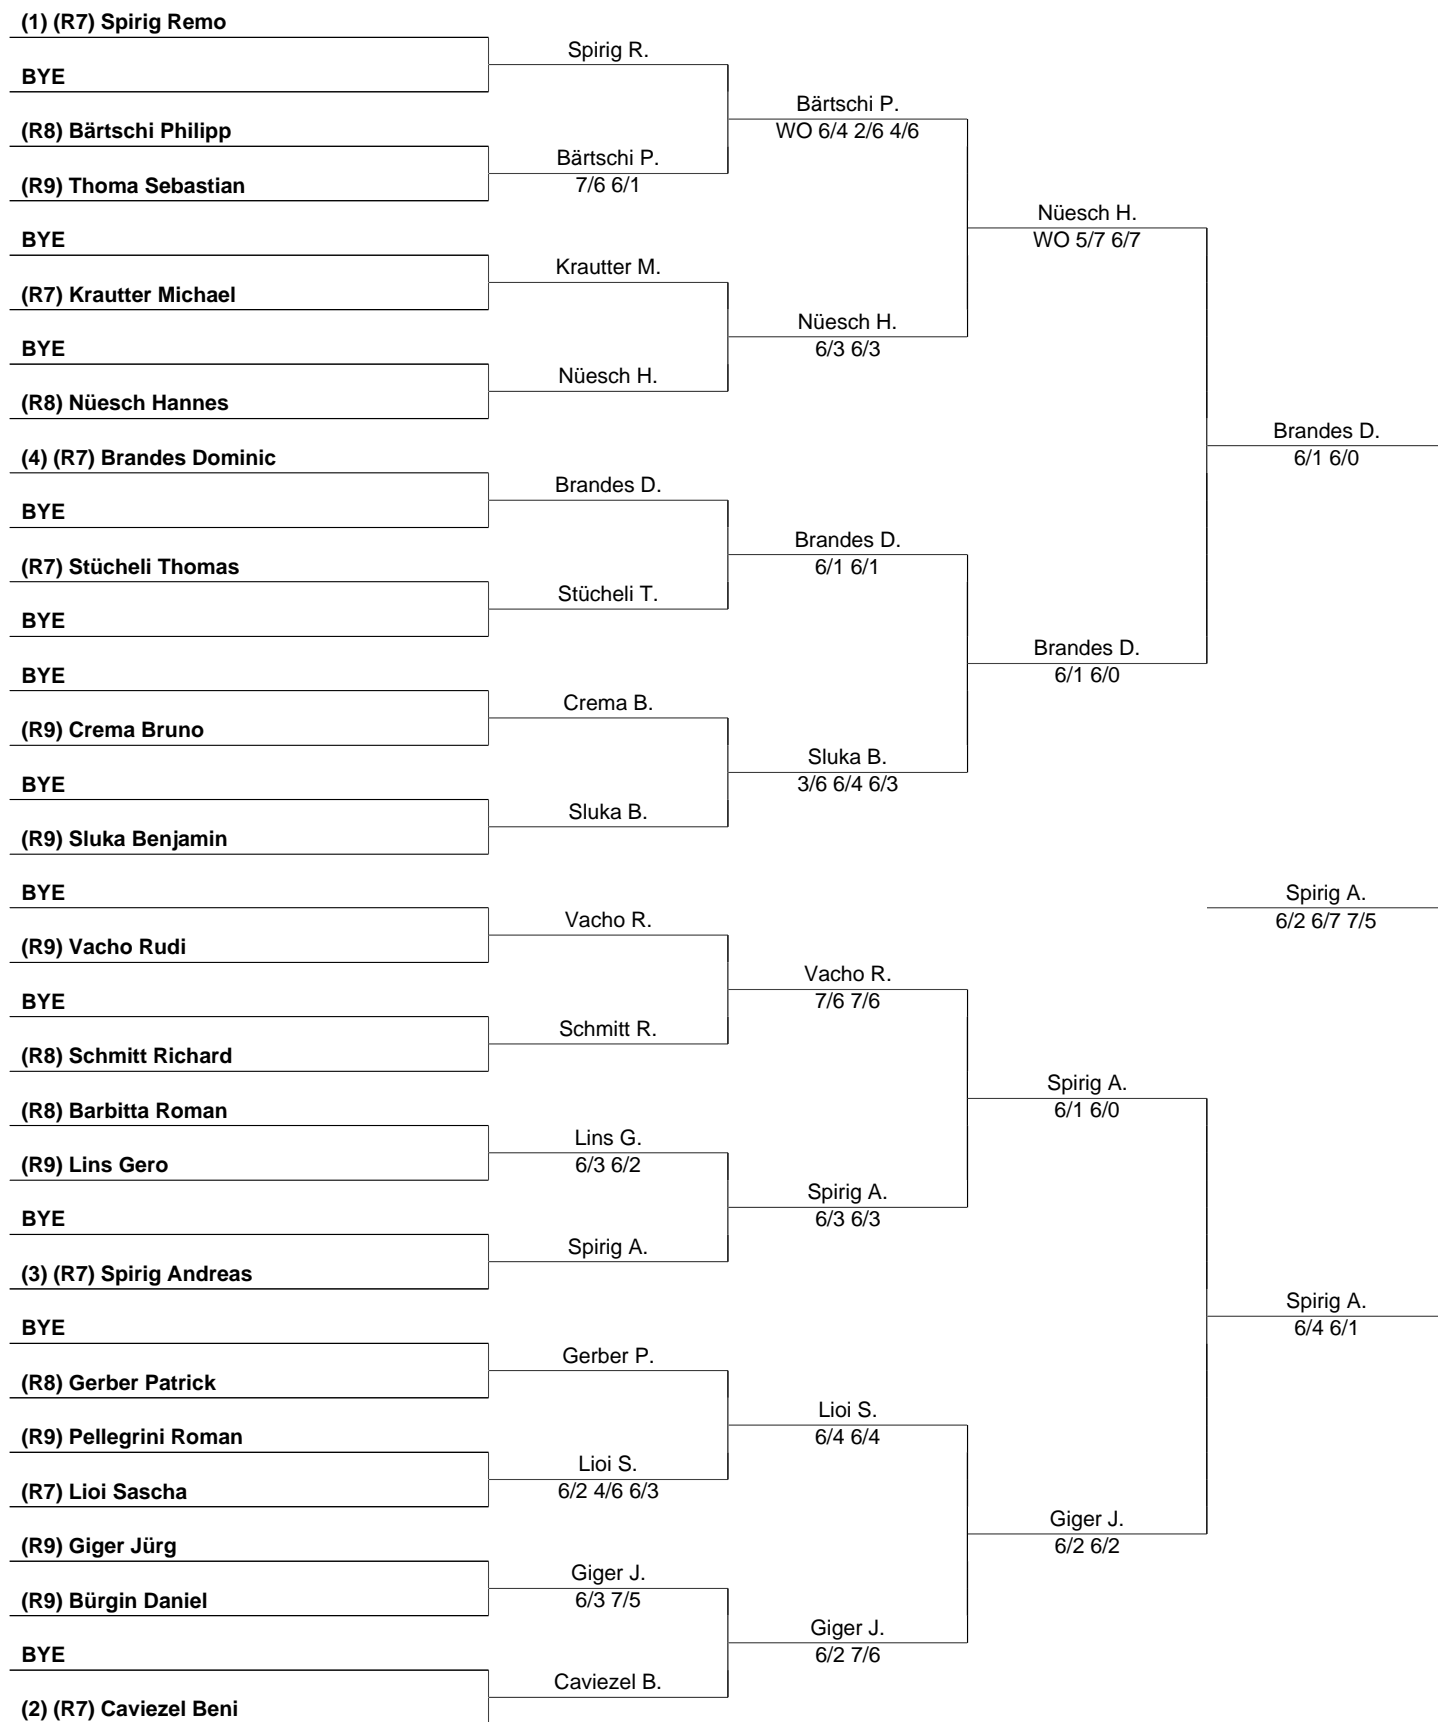 (1) (R7) Spirig Remo
BYE
(R8) Bärtschi Philipp
(R9) Thoma Sebastian
BYE
(R7) Krautter Michael
BYE
(R8) Nüesch Hannes
(4) (R7) Brandes Dominic
BYE
(R7) Stücheli Thomas
BYE
BYE
(R9) Crema Bruno
BYE
(R9) Sluka Benjamin
BYE
(R9) Vacho Rudi
BYE
(R8) Schmitt Richard
(R8) Barbitta Roman
(R9) Lins Gero
BYE
(3) (R7) Spirig Andreas
BYE
(R8) Gerber Patrick
(R9) Pellegrini Roman
(R7) Lioi Sascha
(R9) Giger Jürg
(R9) Bürgin Daniel
BYE
(2) (R7) Caviezel Beni
Spirig R.
Bärtschi P.
7/6 6/1
Krautter M.
Nüesch H.
Brandes D.
Stücheli T.
Crema B.
Sluka B.
Vacho R.
Schmitt R.
Lins G.
6/3 6/2
Spirig A.
Gerber P.
Lioi S.
6/2 4/6 6/3
Giger J.
6/3 7/5
Caviezel B.
Bärtschi P.
WO 6/4 2/6 4/6
Nüesch H.
6/3 6/3
Brandes D.
6/1 6/1
Sluka B.
3/6 6/4 6/3
Vacho R.
7/6 7/6
Spirig A.
6/3 6/3
Lioi S.
6/4 6/4
Giger J.
6/2 7/6
Nüesch H.
WO 5/7 6/7
Brandes D.
6/1 6/0
Spirig A.
6/1 6/0
Giger J.
6/2 6/2
Brandes D.
6/1 6/0
Spirig A.
6/2 6/7 7/5
Spirig A.
6/4 6/1